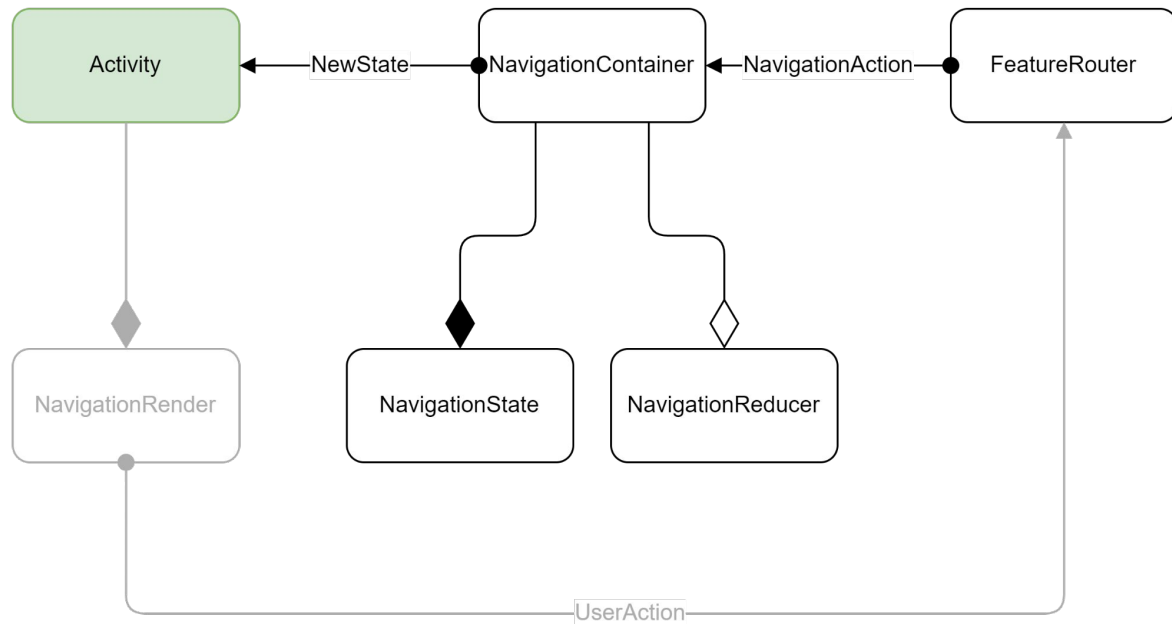 Activity
NewState
NavigationContainer
NavigationAction
FeatureRouter
NavigationRender
NavigationState
NavigationReducer
UserAction